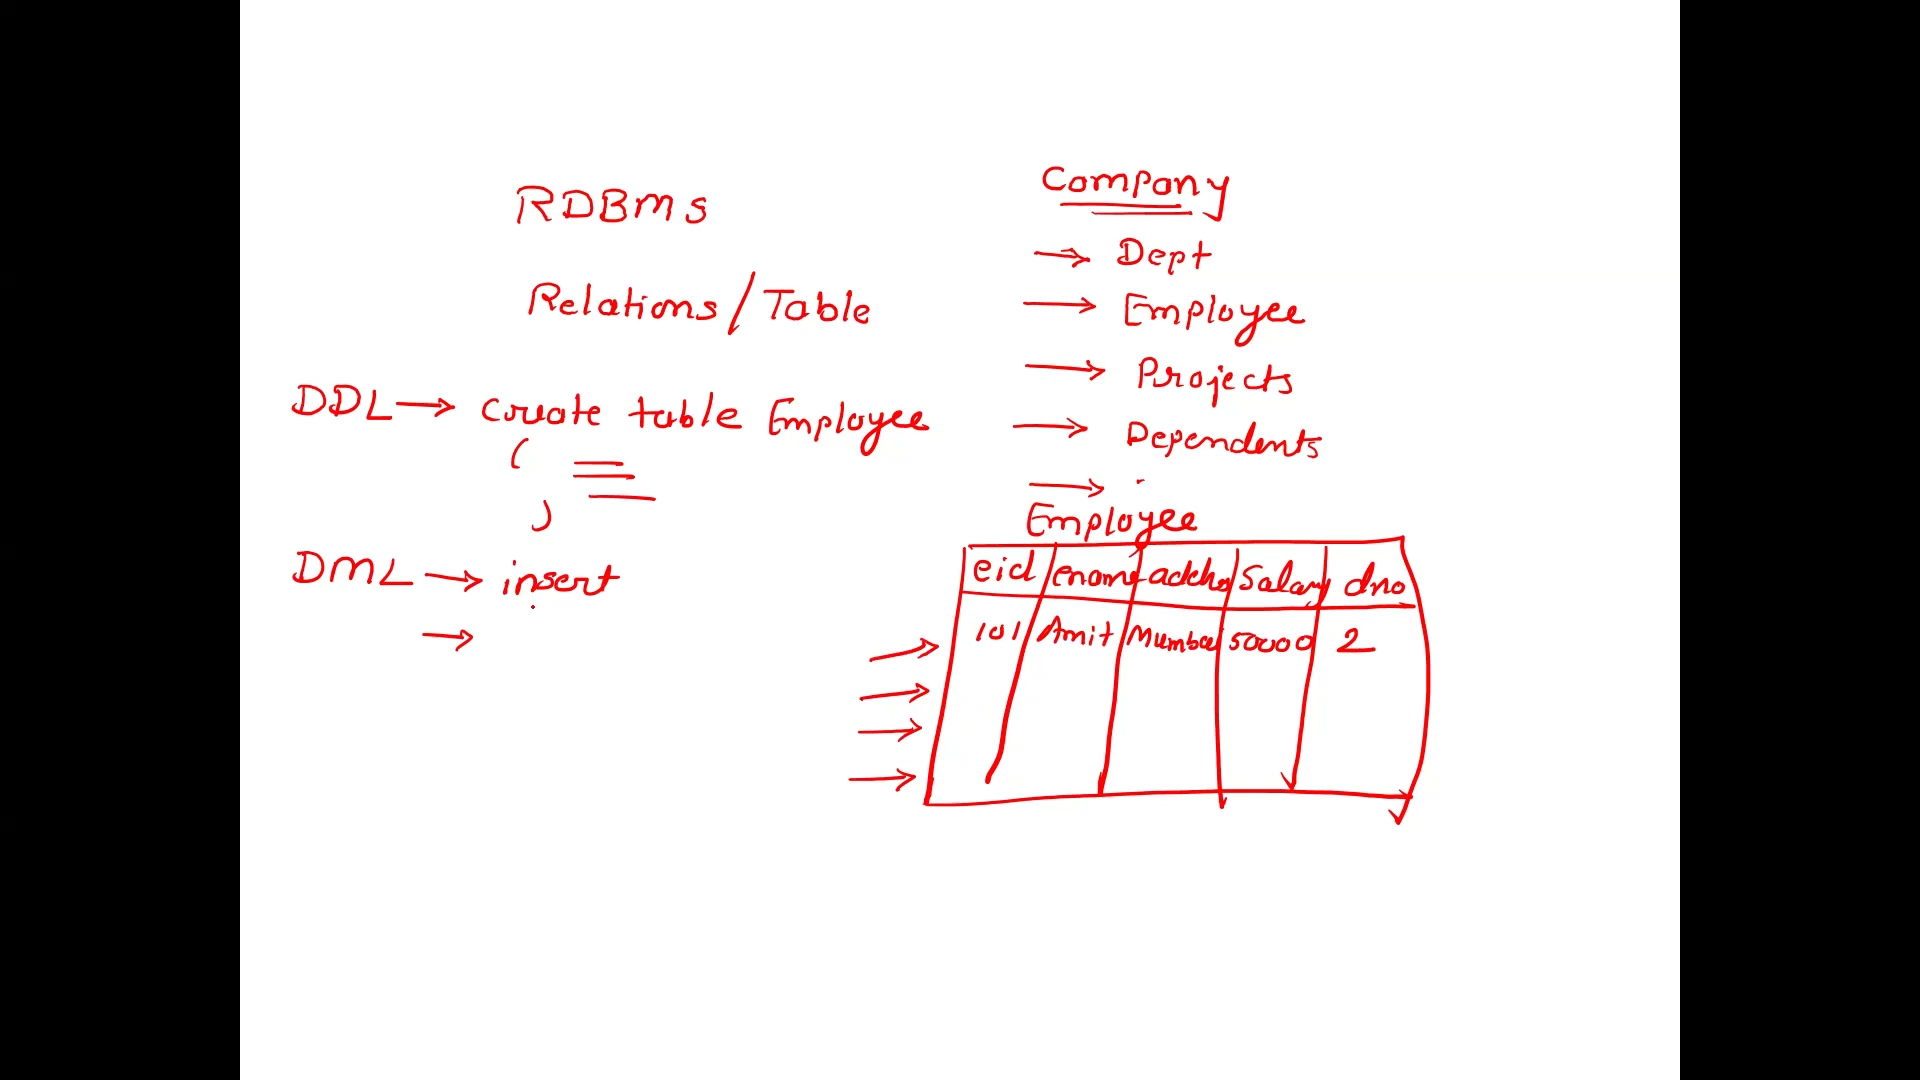 RDBMS
Relations/Table
DDL → create table Employee
(
)
DML → insert
→
Company
→ Dept
→ Employee
→ Projects
→ Dependents
→
Employee
eid ename salary dno
101 Amit Mumbai 50000 2